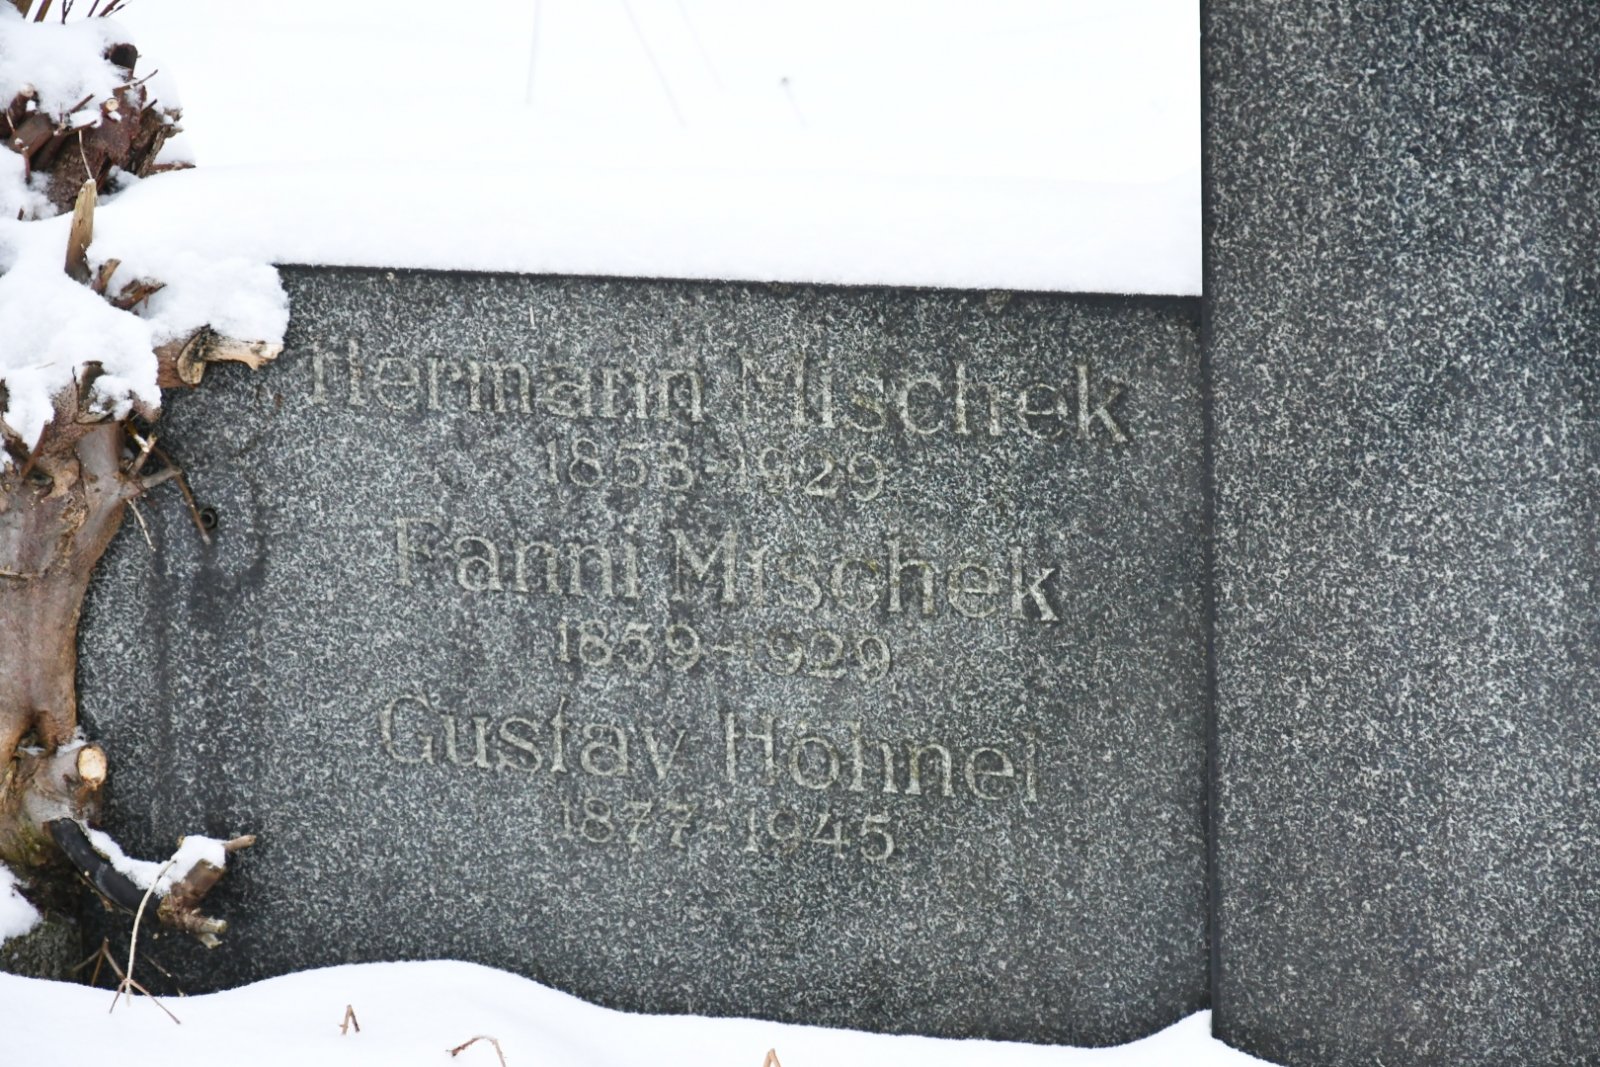 Hermann Mischek
1853-1929
Fanni Mischek
1859-1929
Gustav Höhnel
1877-1945